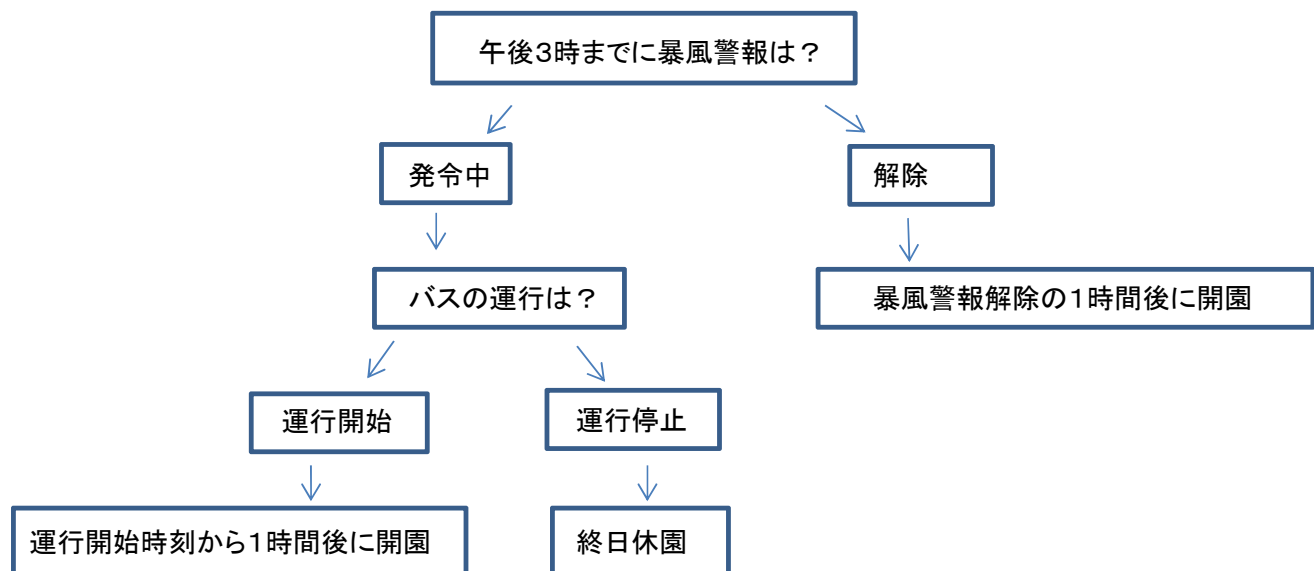 午後3時までに暴風警報は？
発令中
解除
バスの運行は？
暴風警報解除の１時間後に開園
運行開始
運行停止
運行開始時刻から1時間後に開園
終日休園